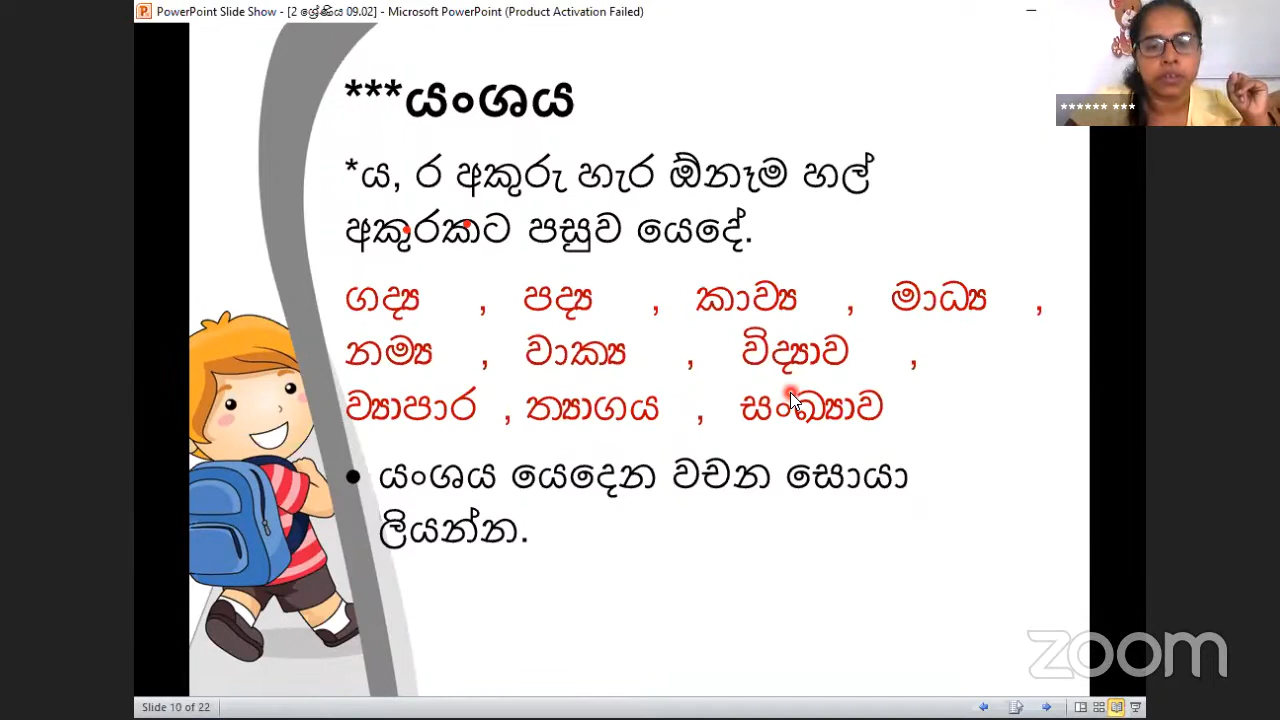 PowerPoint Slide Show - [2 ශ්‍රේණිය 09.02] - Microsoft PowerPoint (Product Activation Failed)
****** ***
***යංශය
*ය, ර අකුරු හැර ඕනෑම හල්
අකුරකට පසුව යෙදේ.
ගද්‍ය , පද්‍ය , කාව්‍ය , මාධ්‍ය ,
නම්‍ය , වාක්‍ය , විද්‍යාව ,
ව්‍යාපාර , ත්‍යාගය , සංඛ්‍යාව
• යංශය යෙදෙන වචන සොයා
ලියන්න.
zoom
Slide 10 of 22